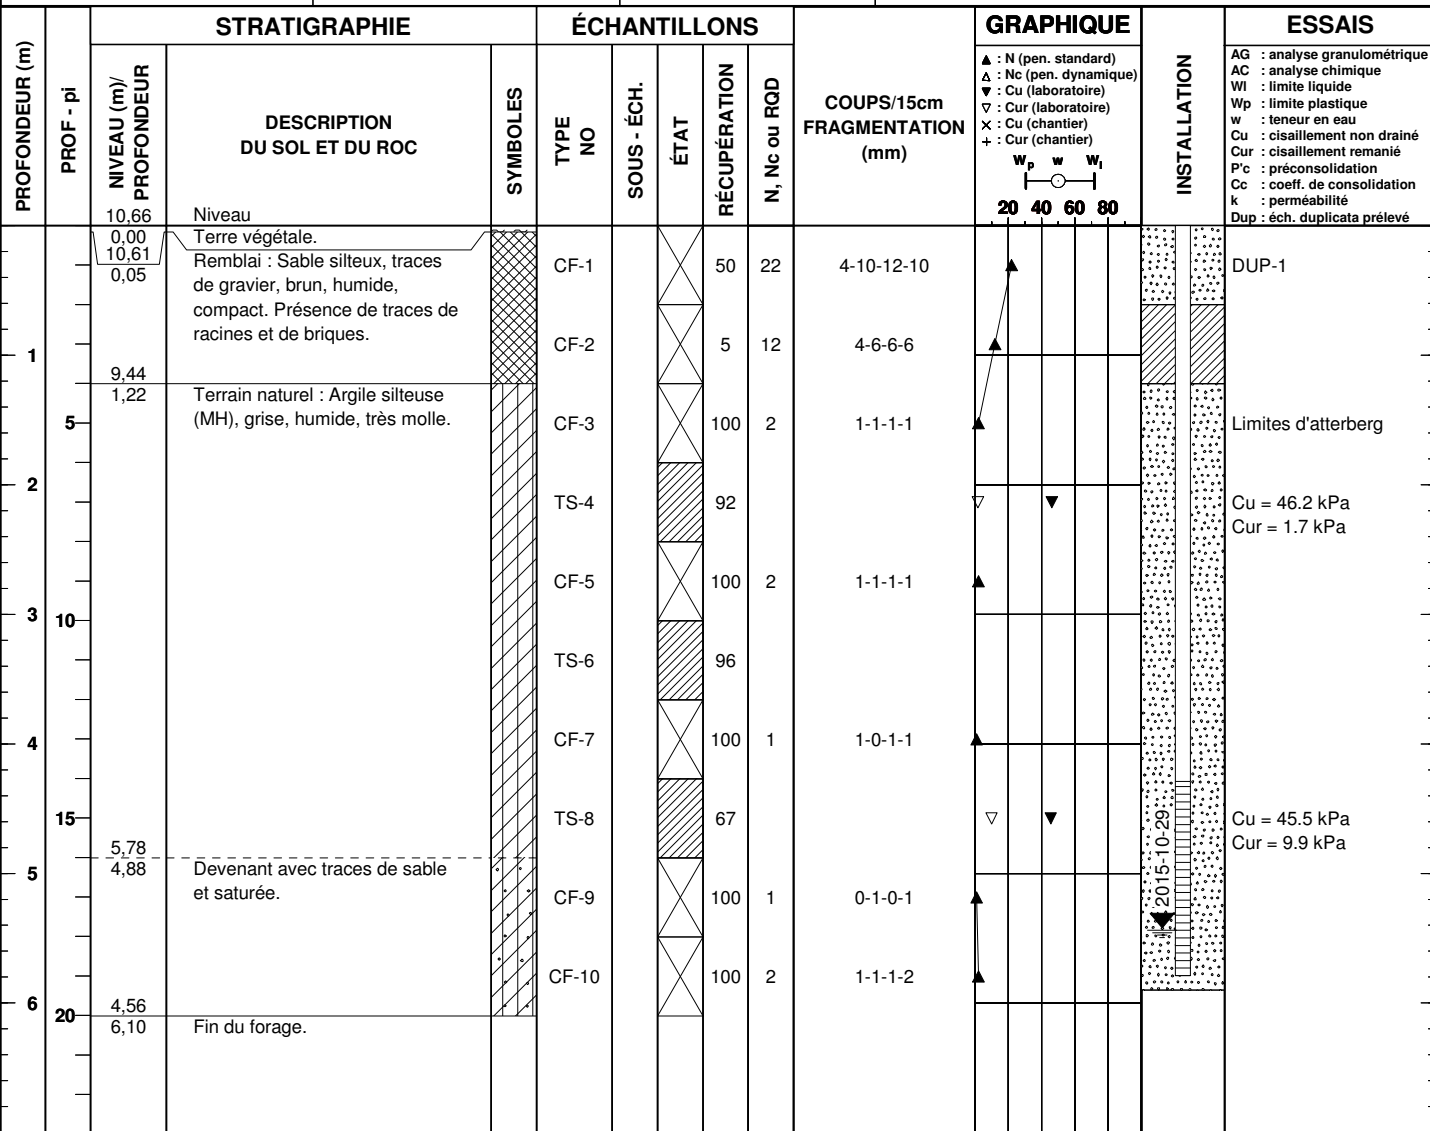 STRATIGRAPHIE
ÉCHANTILLONS
GRAPHIQUE
ESSAIS
PROFONDEUR (m)
PROF - pi
NIVEAU (m)/
PROFONDEUR
DESCRIPTION
DU SOL ET DU ROC
SYMBOLES
TYPE
NO
SOUS - ÉCH.
ÉTAT
RÉCUPÉRATION
N, Nc ou RQD
COUPS/15cm
FRAGMENTATION
(mm)
▲ : N (pen. standard)
△ : Nc (pen. dynamique)
▼ : Cu (laboratoire)
▽ : Cur (laboratoire)
× : Cu (chantier)
+ : Cur (chantier)
Wp w Wl
20 40 60 80
INSTALLATION
AG : analyse granulométrique
AC : analyse chimique
Wl : limite liquide
Wp : limite plastique
w : teneur en eau
Cu : cisaillement non drainé
Cur : cisaillement remanié
P'c : préconsolidation
Cc : coeff. de consolidation
k : perméabilité
Dup : éch. duplicata prélevé
10,66 Niveau
0,00 Terre végétale.
10,61
0,05
Remblai : Sable silteux, traces
de gravier, brun, humide,
compact. Présence de traces de
racines et de briques.
CF-1 50 22 4-10-12-10 DUP-1
CF-2 5 12 4-6-6-6
1
9,44
1,22
Terrain naturel : Argile silteuse
(MH), grise, humide, très molle.
5
CF-3 100 2 1-1-1-1 Limites d'atterberg
2
TS-4 92 Cu = 46.2 kPa
Cur = 1.7 kPa
CF-5 100 2 1-1-1-1
3
10
TS-6 96
4
CF-7 100 1 1-0-1-1
15
TS-8 67 Cu = 45.5 kPa
Cur = 9.9 kPa
5,78
4,88
5
Devenant avec traces de sable
et saturée.
CF-9 100 1 0-1-0-1
2015-10-29
CF-10 100 2 1-1-1-2
6
20
4,56
6,10 Fin du forage.